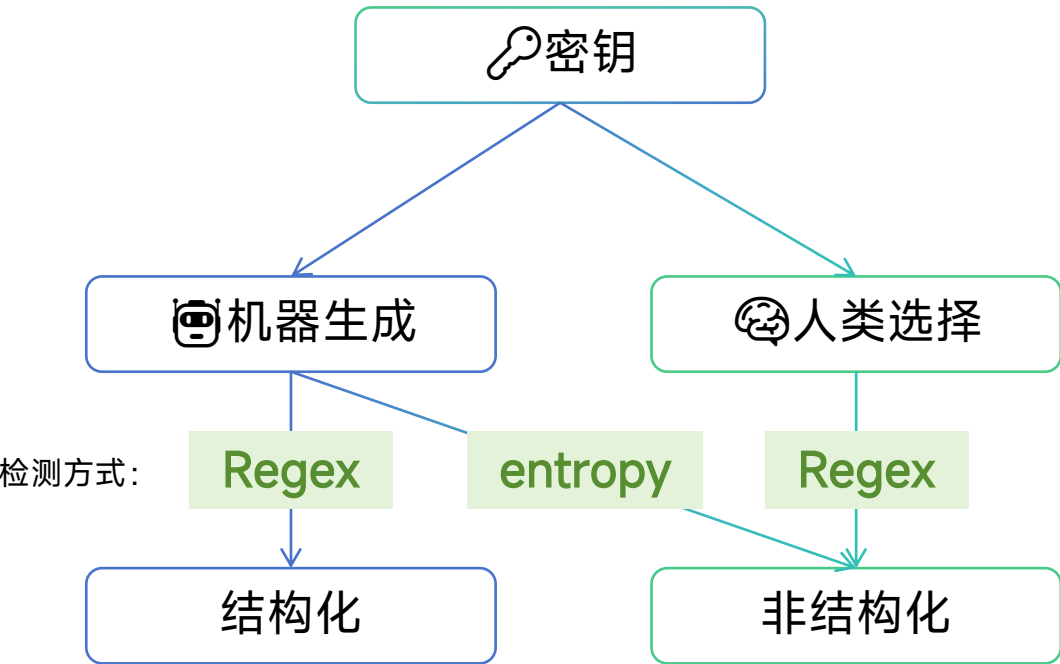 密钥
机器生成
人类选择
检测方式:
Regex
entropy
Regex
结构化
非结构化